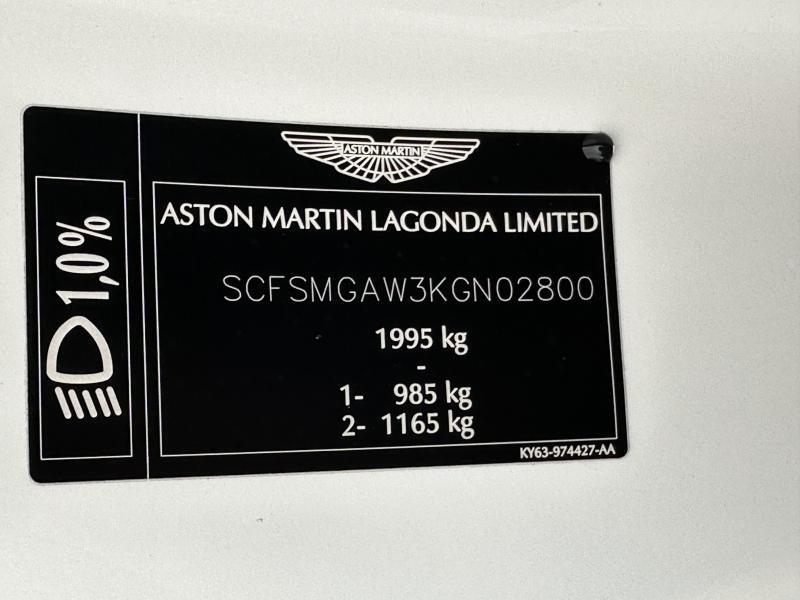 ASTON MARTIN
ASTON MARTIN LAGONDA LIMITED
SCFSMGAW3KGN02800
1995 kg
-
1- 985 kg
2- 1165 kg
KY63-974427-AA
1,0%